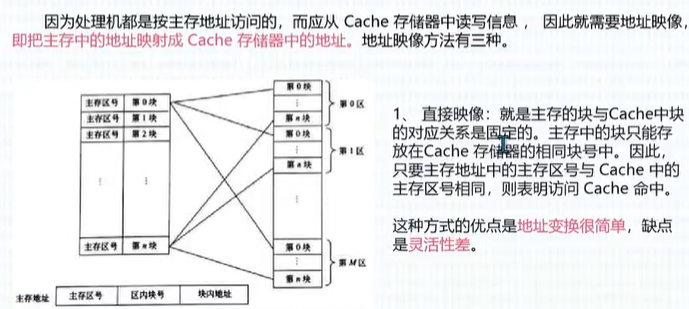 因为处理机都是按主存地址访问的，而应从 Cache 存储器中读写信息 ， 因此就需要地址映像，
即把主存中的地址映射成 Cache 存储器中的地址。地址映像方法有三种。
主存区号 第0块
主存区号 第1块
主存区号 第2块
⋮ ⋮
主存区号 第n块
第0块
⋮
第n块
第0区
第0块
⋮
第n块
第1区
⋮
第0块
⋮
第n块
第M区
主存地址 主存区号 区内块号 块内地址
1、 直接映像：就是主存的块与Cache中块
的对应关系是固定的。主存中的块只能存
放在Cache 存储器的相同块号中。因此，
只要主存地址中的主存区号与 Cache 中的
主存区号相同，则表明访问 Cache 命中。
这种方式的优点是地址变换很简单，缺点
是灵活性差。